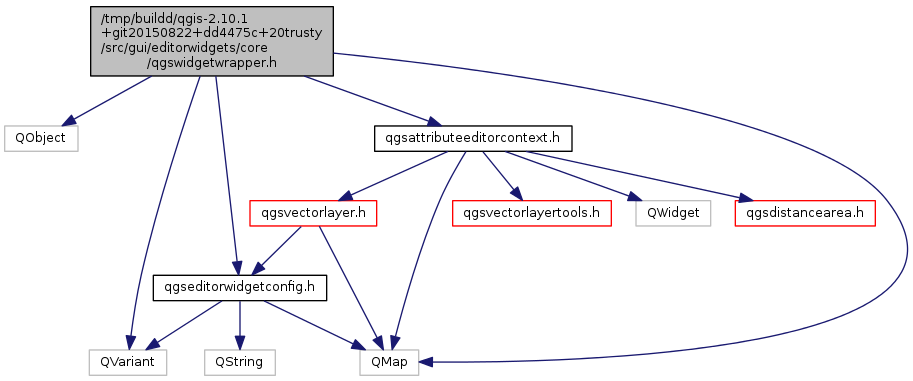 /tmp/buildd/qgis-2.10.1
+git20150822+dd4475c+20trusty
/src/gui/editorwidgets/core
/qgswidgetwrapper.h
QObject
qgsattributeeditorcontext.h
qgsvectorlayer.h
qgsvectorlayertools.h
QWidget
qgsdistancearea.h
qgseditorwidgetconfig.h
QVariant
QString
QMap